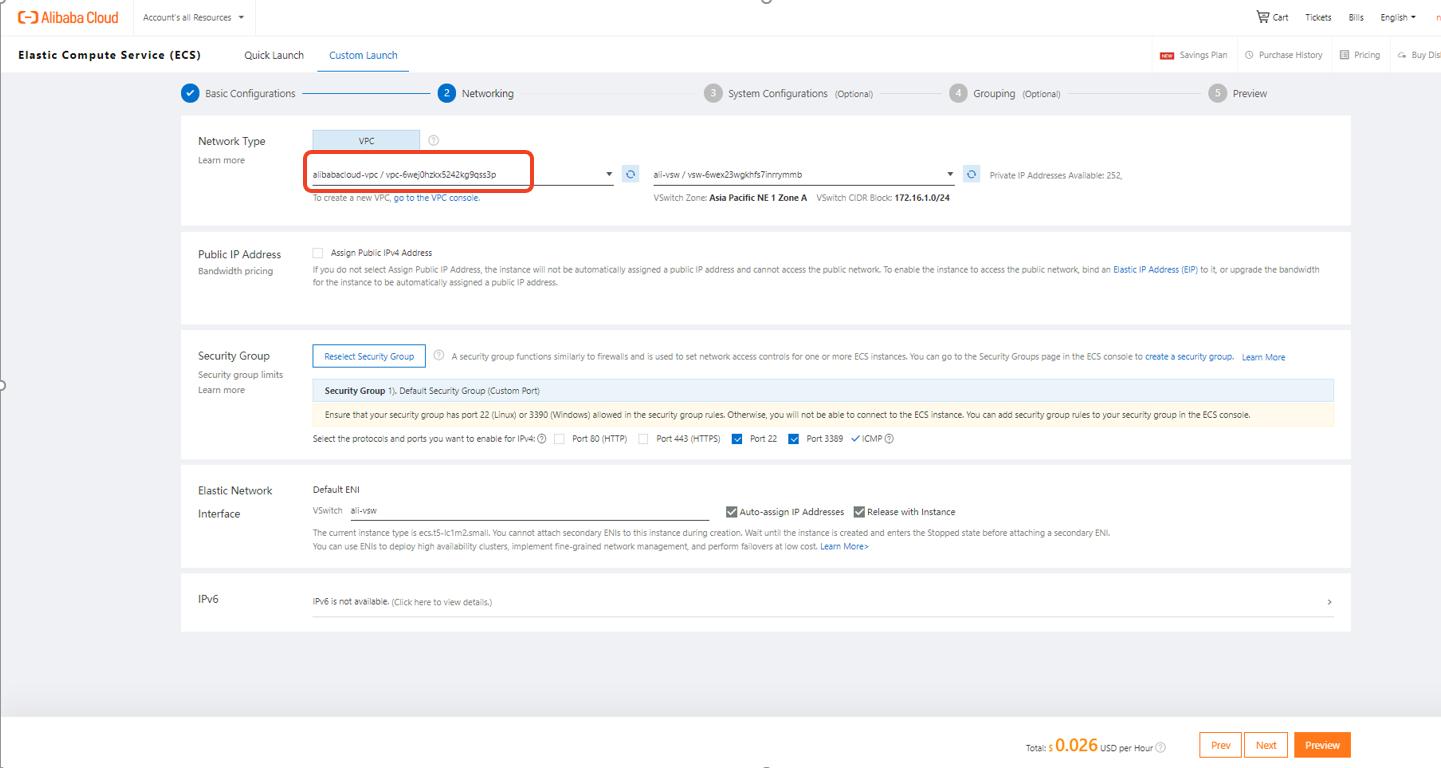 Alibaba Cloud Account's all Resources Cart Tickets Bills English
Elastic Compute Service (ECS) Quick Launch Custom Launch NEW Savings Plan Purchase History Pricing Buy Dis
Basic Configurations 2 Networking 3 System Configurations (Optional) 4 Grouping (Optional) 5 Preview
Network Type VPC
Learn more
alibabacloud-vpc / vpc-6wej0hzkx5242kg9qss3p ali-vsw / vsw-6wex23wgkhfs7inrrymmb Private IP Addresses Available: 252,
To create a new VPC, go to the VPC console. VSwitch Zone: Asia Pacific NE 1 Zone A VSwitch CIDR Block: 172.16.1.0/24
Public IP Address Assign Public IPv4 Address
Bandwidth pricing If you do not select Assign Public IP Address, the instance will not be automatically assigned a public IP address and cannot access the public network. To enable the instance to access the public network, bind an Elastic IP Address (EIP) to it, or upgrade the bandwidth
for the instance to be automatically assigned a public IP address.
Security Group Reselect Security Group A security group functions similarly to firewalls and is used to set network access controls for one or more ECS instances. You can go to the Security Groups page in the ECS console to create a security group. Learn More
Security group limits
Learn more Security Group 1). Default Security Group (Custom Port)
Ensure that your security group has port 22 (Linux) or 3390 (Windows) allowed in the security group rules. Otherwise, you will not be able to connect to the ECS instance. You can add security group rules to your security group in the ECS console.
Select the protocols and ports you want to enable for IPv4: Port 80 (HTTP) Port 443 (HTTPS) Port 22 Port 3389 ICMP
Elastic Network Default ENI
Interface VSwitch ali-vsw Auto-assign IP Addresses Release with Instance
The current instance type is ecs.t5-lc1m2.small. You cannot attach secondary ENIs to this instance during creation. Wait until the instance is created and enters the Stopped state before attaching a secondary ENI.
You can use ENIs to deploy high availability clusters, implement fine-grained network management, and perform failovers at low cost. Learn More>
IPv6 IPv6 is not available. (Click here to view details.)
Total: $ 0.026 USD per Hour Prev Next Preview